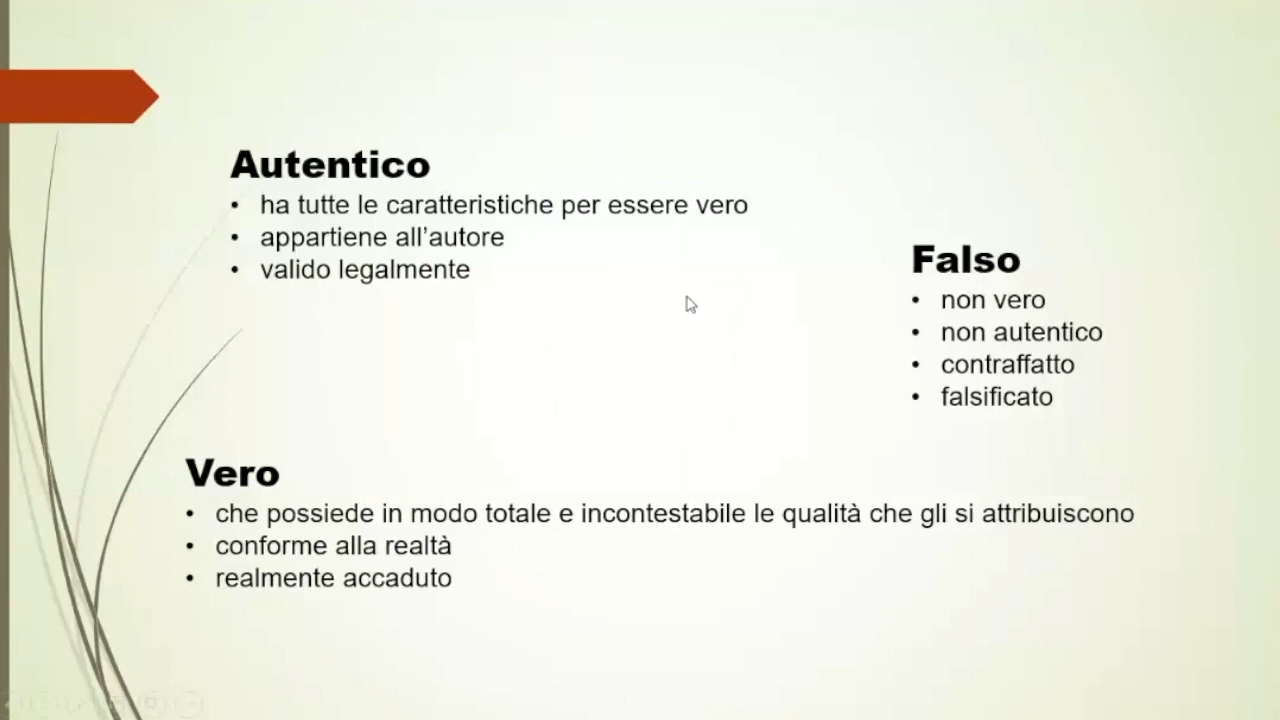 Autentico
• ha tutte le caratteristiche per essere vero
• appartiene all’autore
• valido legalmente
Falso
• non vero
• non autentico
• contraffatto
• falsificato
Vero
• che possiede in modo totale e incontestabile le qualità che gli si attribuiscono
• conforme alla realtà
• realmente accaduto